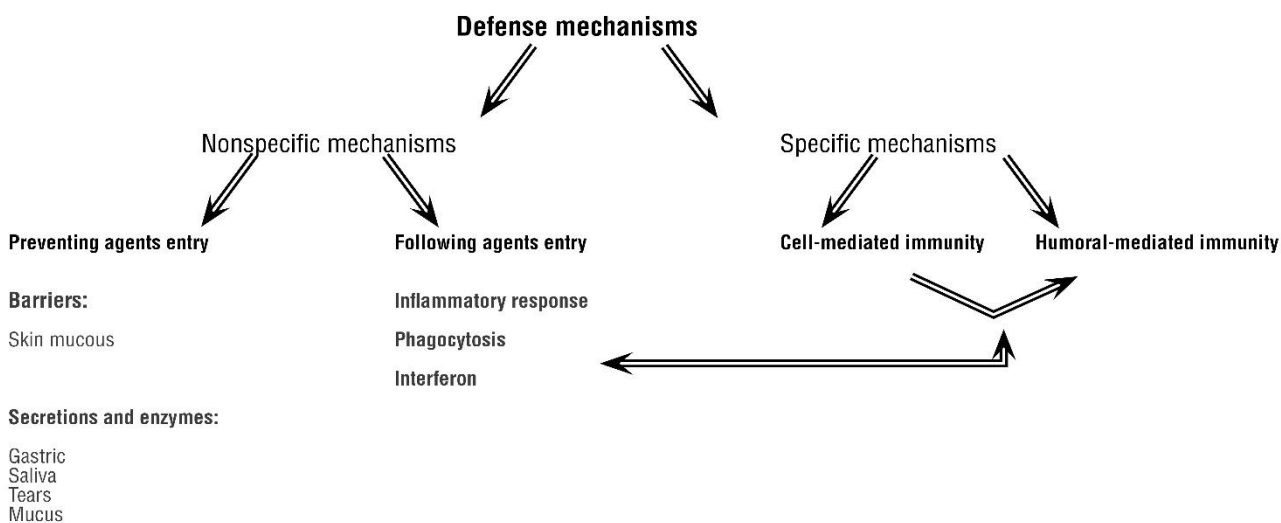 Defense mechanisms
Nonspecific mechanisms
Specific mechanisms
Preventing agents entry
Following agents entry
Cell-mediated immunity
Humoral-mediated immunity
Barriers:
Skin mucous
Inflammatory response
Phagocytosis
Interferon
Secretions and enzymes:
Gastric
Saliva
Tears
Mucus